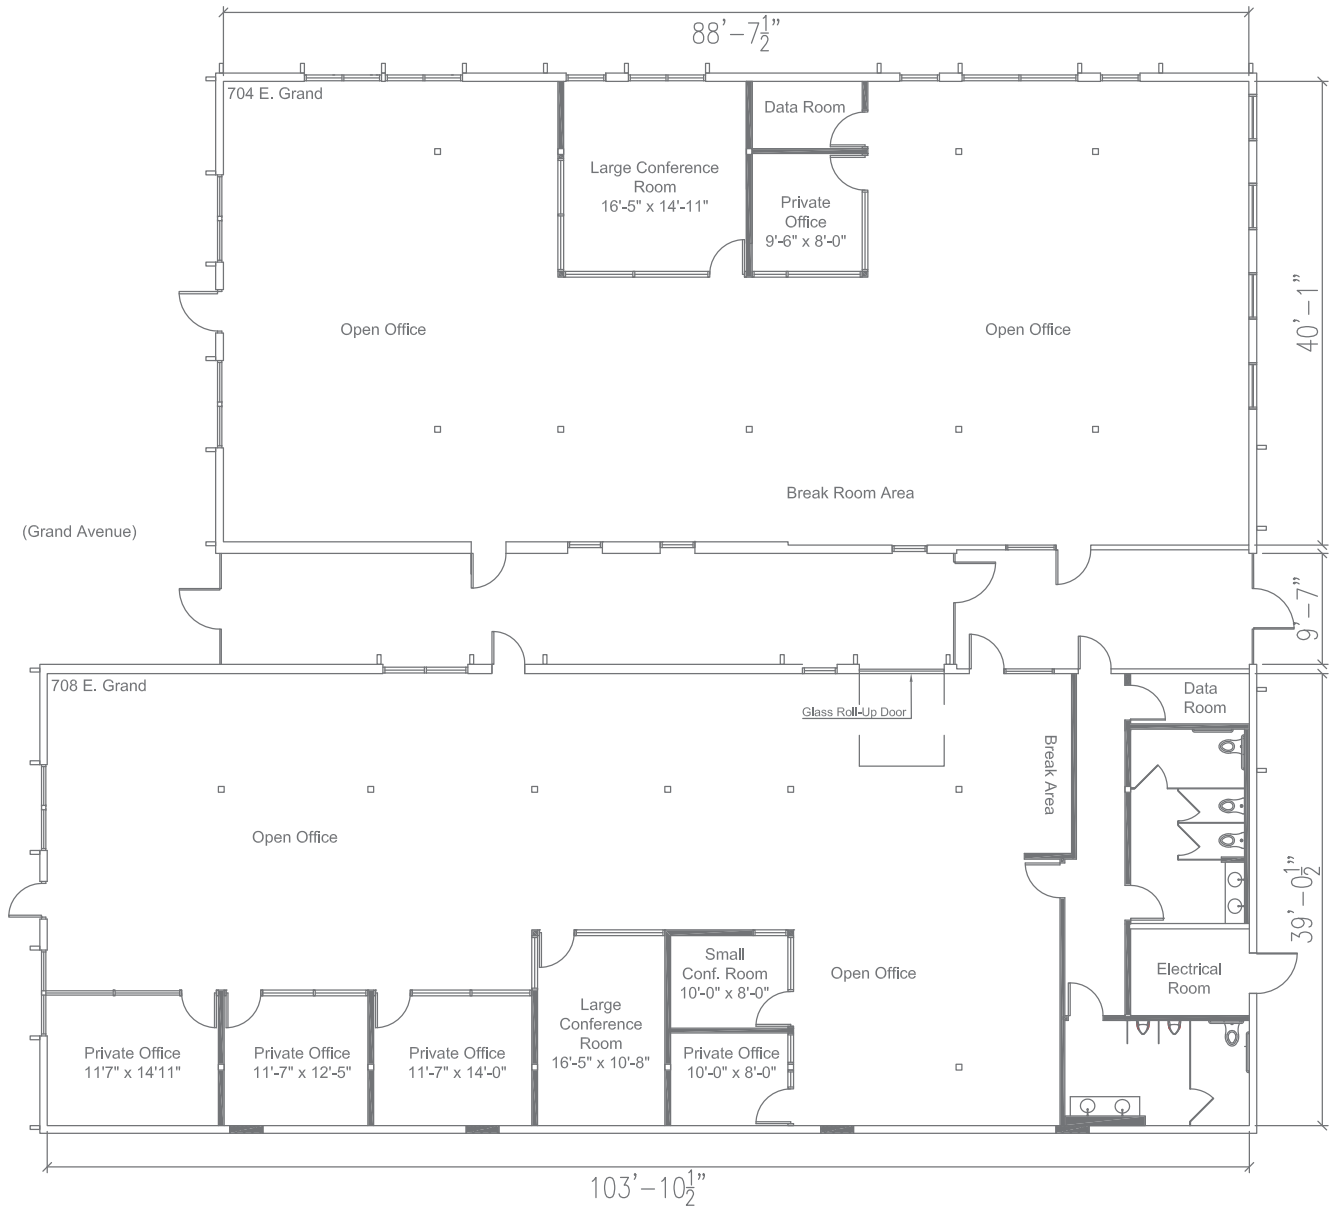 88'-7½"
704 E. Grand
Data Room
Large Conference
Room
16'-5" x 14'-11"
Private
Office
9'-6" x 8'-0"
Open Office
Open Office
40'-1"
Break Room Area
(Grand Avenue)
9'-7"
708 E. Grand
Data
Room
Glass Roll-Up Door
Break Area
Open Office
39'-0½"
Small
Conf. Room
10'-0" x 8'-0"
Open Office
Electrical
Room
Large
Conference
Room
16'-5" x 10'-8"
Private Office
11'7" x 14'11"
Private Office
11'-7" x 12'-5"
Private Office
11'-7" x 14'-0"
Private Office
10'-0" x 8'-0"
103'-10½"